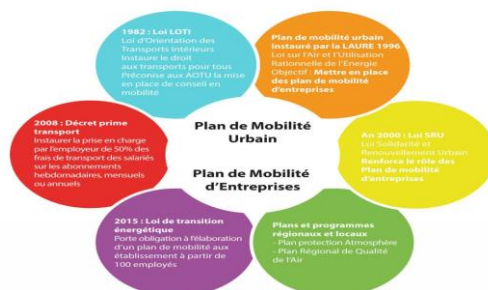 1982 : Loi LOTI
Loi d'Orientation des
Transports Intérieurs
Instaure le droit
aux transports pour tous
Préconise aux AOTU la mise
en place de conseil en
mobilité
Plan de mobilité urbain
instauré par la LAURE 1996
Loi sur l'Air et l'Utilisation
Rationnelle de l'Energie
Objectif : Mettre en place
des plan de mobilité
d'entreprises
2008 : Décret prime
transport
Instaurer la prise en charge
par l'employeur de 50% des
frais de transport des salariés
sur les abonnements
hebdomadaires, mensuels
ou annuels
Plan de Mobilité
Urbain
Plan de Mobilité
d'Entreprises
An 2000 : Loi SRU
Loi Solidarité et
Renouvellement Urbain
Renforce le rôle des
Plan de mobilité
d'entreprises
2015 : Loi de transition
énergétique
Porte obligation à l'élaboration
d'un plan de mobilité aux
établissement à partir de
100 employés
Plans et programmes
régionaux et locaux
- Plan protection Atmosphère
- Plan Régional de Qualité
de l'Air